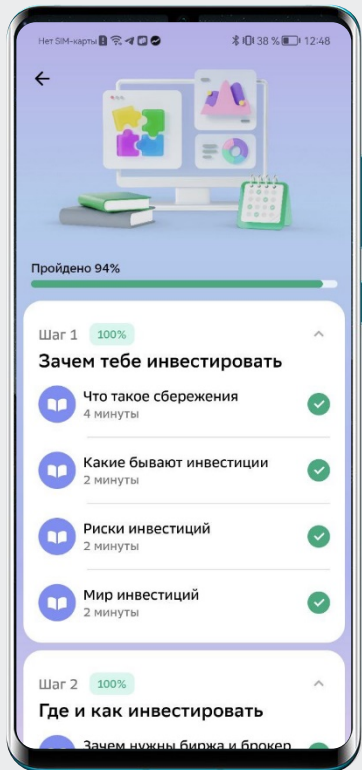 Нет SIM-карты 38 % 12:48
Пройдено 94%
Шаг 1 100%
Зачем тебе инвестировать
Что такое сбережения
4 минуты
Какие бывают инвестиции
2 минуты
Риски инвестиций
2 минуты
Мир инвестиций
2 минуты
Шаг 2 100%
Где и как инвестировать
Зачем нужны биржа и брокер